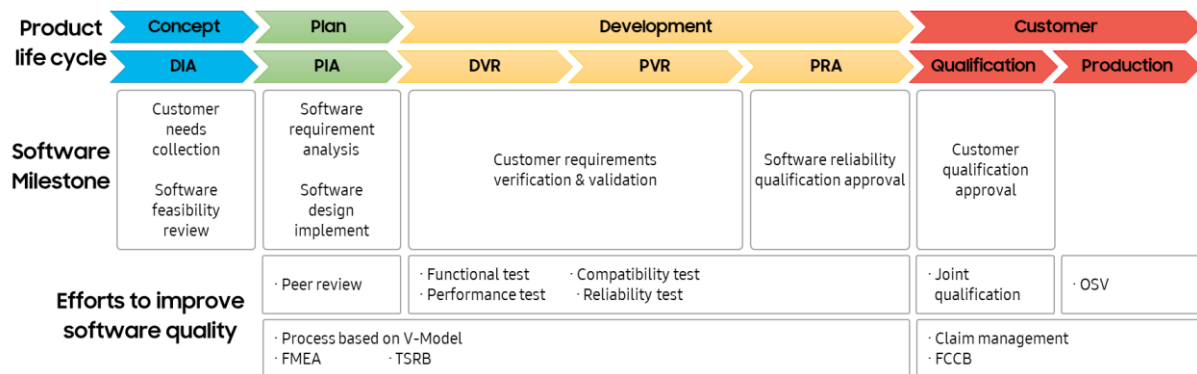 Product
life cycle
Concept
Plan
Development
Customer
DIA
PIA
DVR
PVR
PRA
Qualification
Production
Software
Milestone
Customer
needs
collection
Software
feasibility
review
Software
requirement
analysis
Software
design
implement
Customer requirements
verification & validation
Software reliability
qualification approval
Customer
qualification
approval
Efforts to improve
software quality
· Peer review
· Functional test
· Compatibility test
· Performance test
· Reliability test
· Joint
qualification
· OSV
· Process based on V-Model
· FMEA
· TSRB
· Claim management
· FCCB